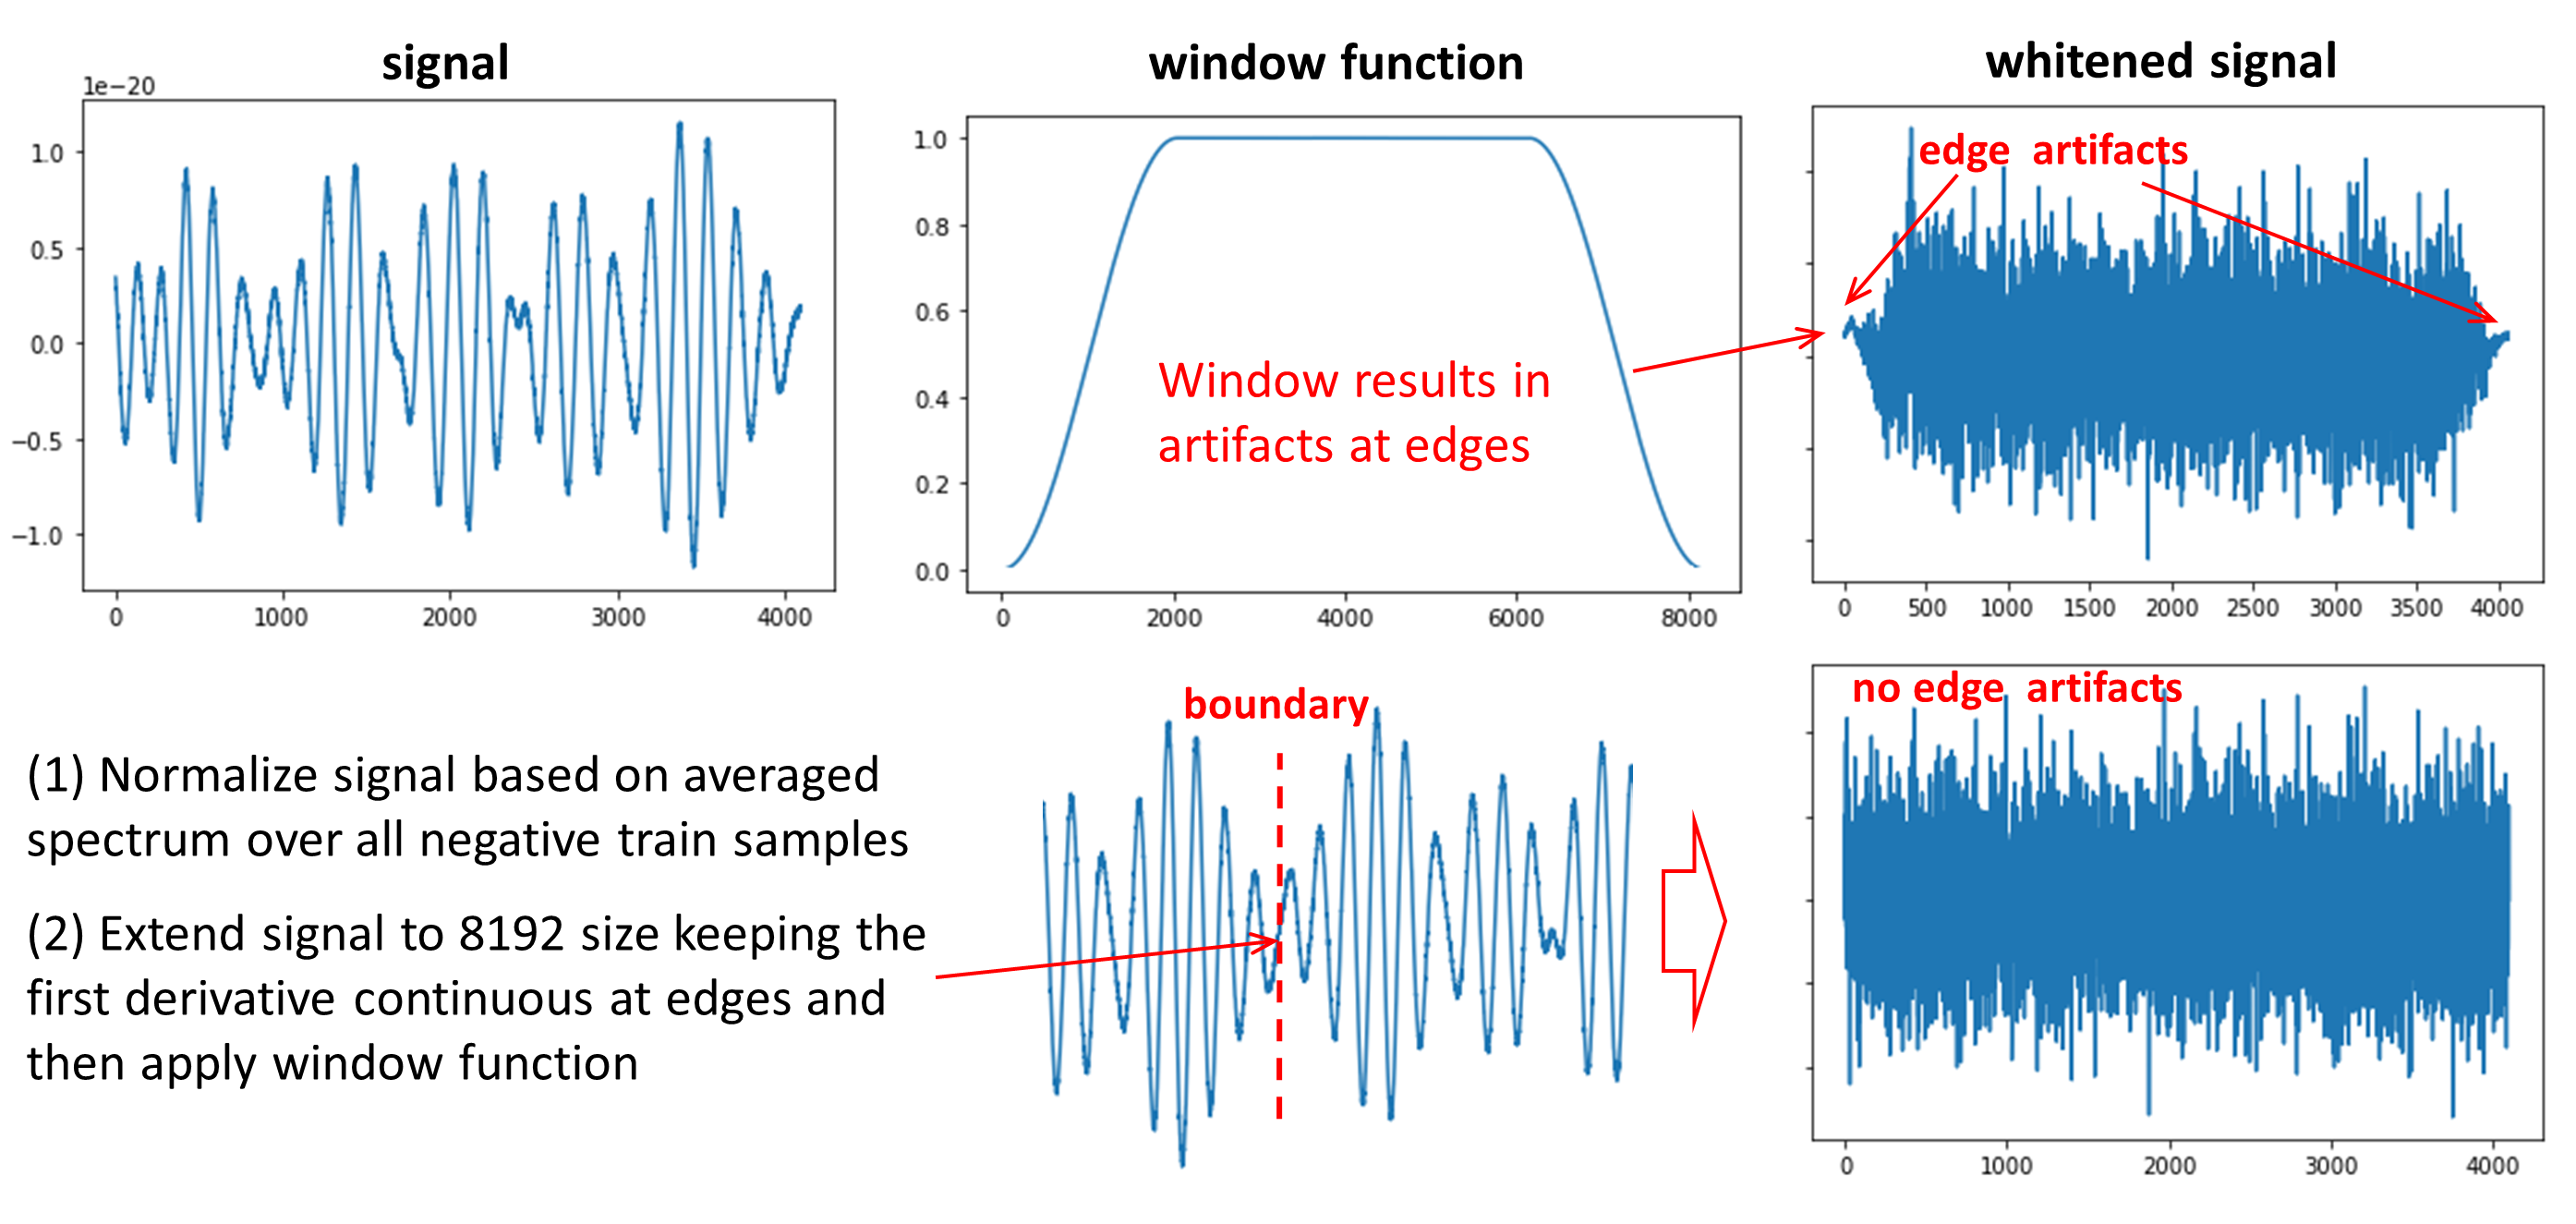 signal
1e−20
1.0
0.5
0.0
−0.5
−1.0
0 1000 2000 3000 4000
window function
1.0
0.8
0.6
0.4
0.2
0.0
Window results in
artifacts at edges
0 2000 4000 6000 8000
whitened signal
edge artifacts
0 500 1000 1500 2000 2500 3000 3500 4000
(1) Normalize signal based on averaged
spectrum over all negative train samples
(2) Extend signal to 8192 size keeping the
first derivative continuous at edges and
then apply window function
boundary
no edge artifacts
0 1000 2000 3000 4000